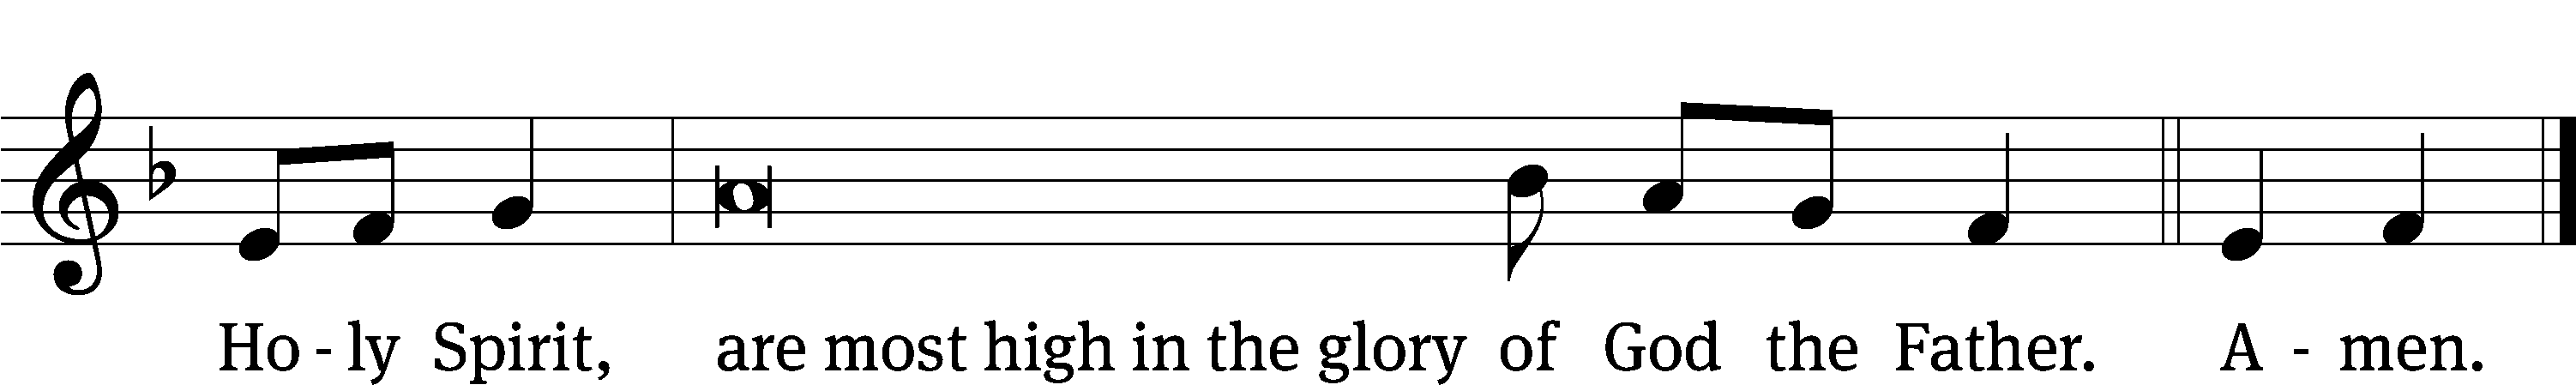 Ho - ly Spirit, are most high in the glory of God the Father. A - men.